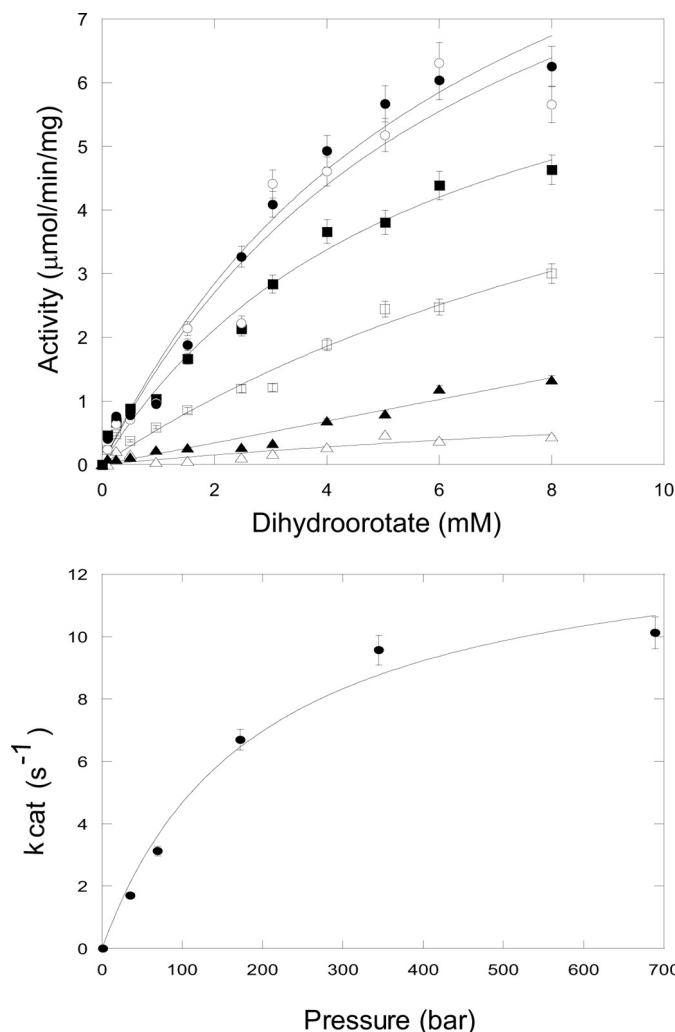 7
6
5
4
3
2
1
0
0 2 4 6 8 10
Activity (μmol/min/mg)
Dihydroorotate (mM)
12
10
8
6
4
2
0
0 100 200 300 400 500 600 700
kcat (s⁻¹)
Pressure (bar)